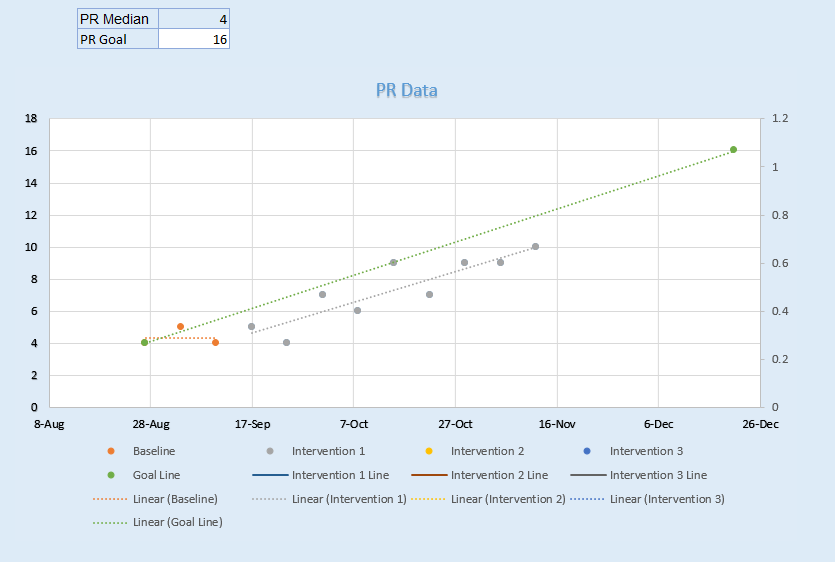 PR Median 4
PR Goal 16
PR Data
18 1.2
16
1
14
12 0.8
10
0.6
8
6 0.4
4
0.2
2
0 0
8-Aug 28-Aug 17-Sep 7-Oct 27-Oct 16-Nov 6-Dec 26-Dec
Baseline Intervention 1 Intervention 2 Intervention 3
Goal Line Intervention 1 Line Intervention 2 Line Intervention 3 Line
Linear (Baseline) Linear (Intervention 1) Linear (Intervention 2) Linear (Intervention 3)
Linear (Goal Line)